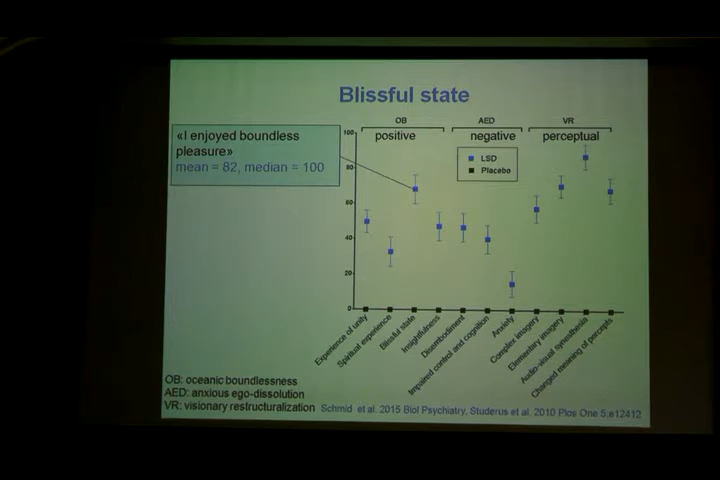 Blissful state
OB
AED
VR
positive
negative
perceptual
«I enjoyed boundless
pleasure»
mean = 82, median = 100
LSD
Placebo
100
80
60
40
20
0
Experience of unity
Spiritual experience
Blissful state
Insightfulness
Disembodiment
Impaired control and cognition
Anxiety
Complex imagery
Elementary imagery
Audio-visual synesthesia
Changed meaning of percepts
OB: oceanic boundlessness
AED: anxious ego-dissolution
VR: visionary restructuralization
Schmid et al. 2015 Biol Psychiatry, Studerus et al. 2010 Plos One 5,e12412